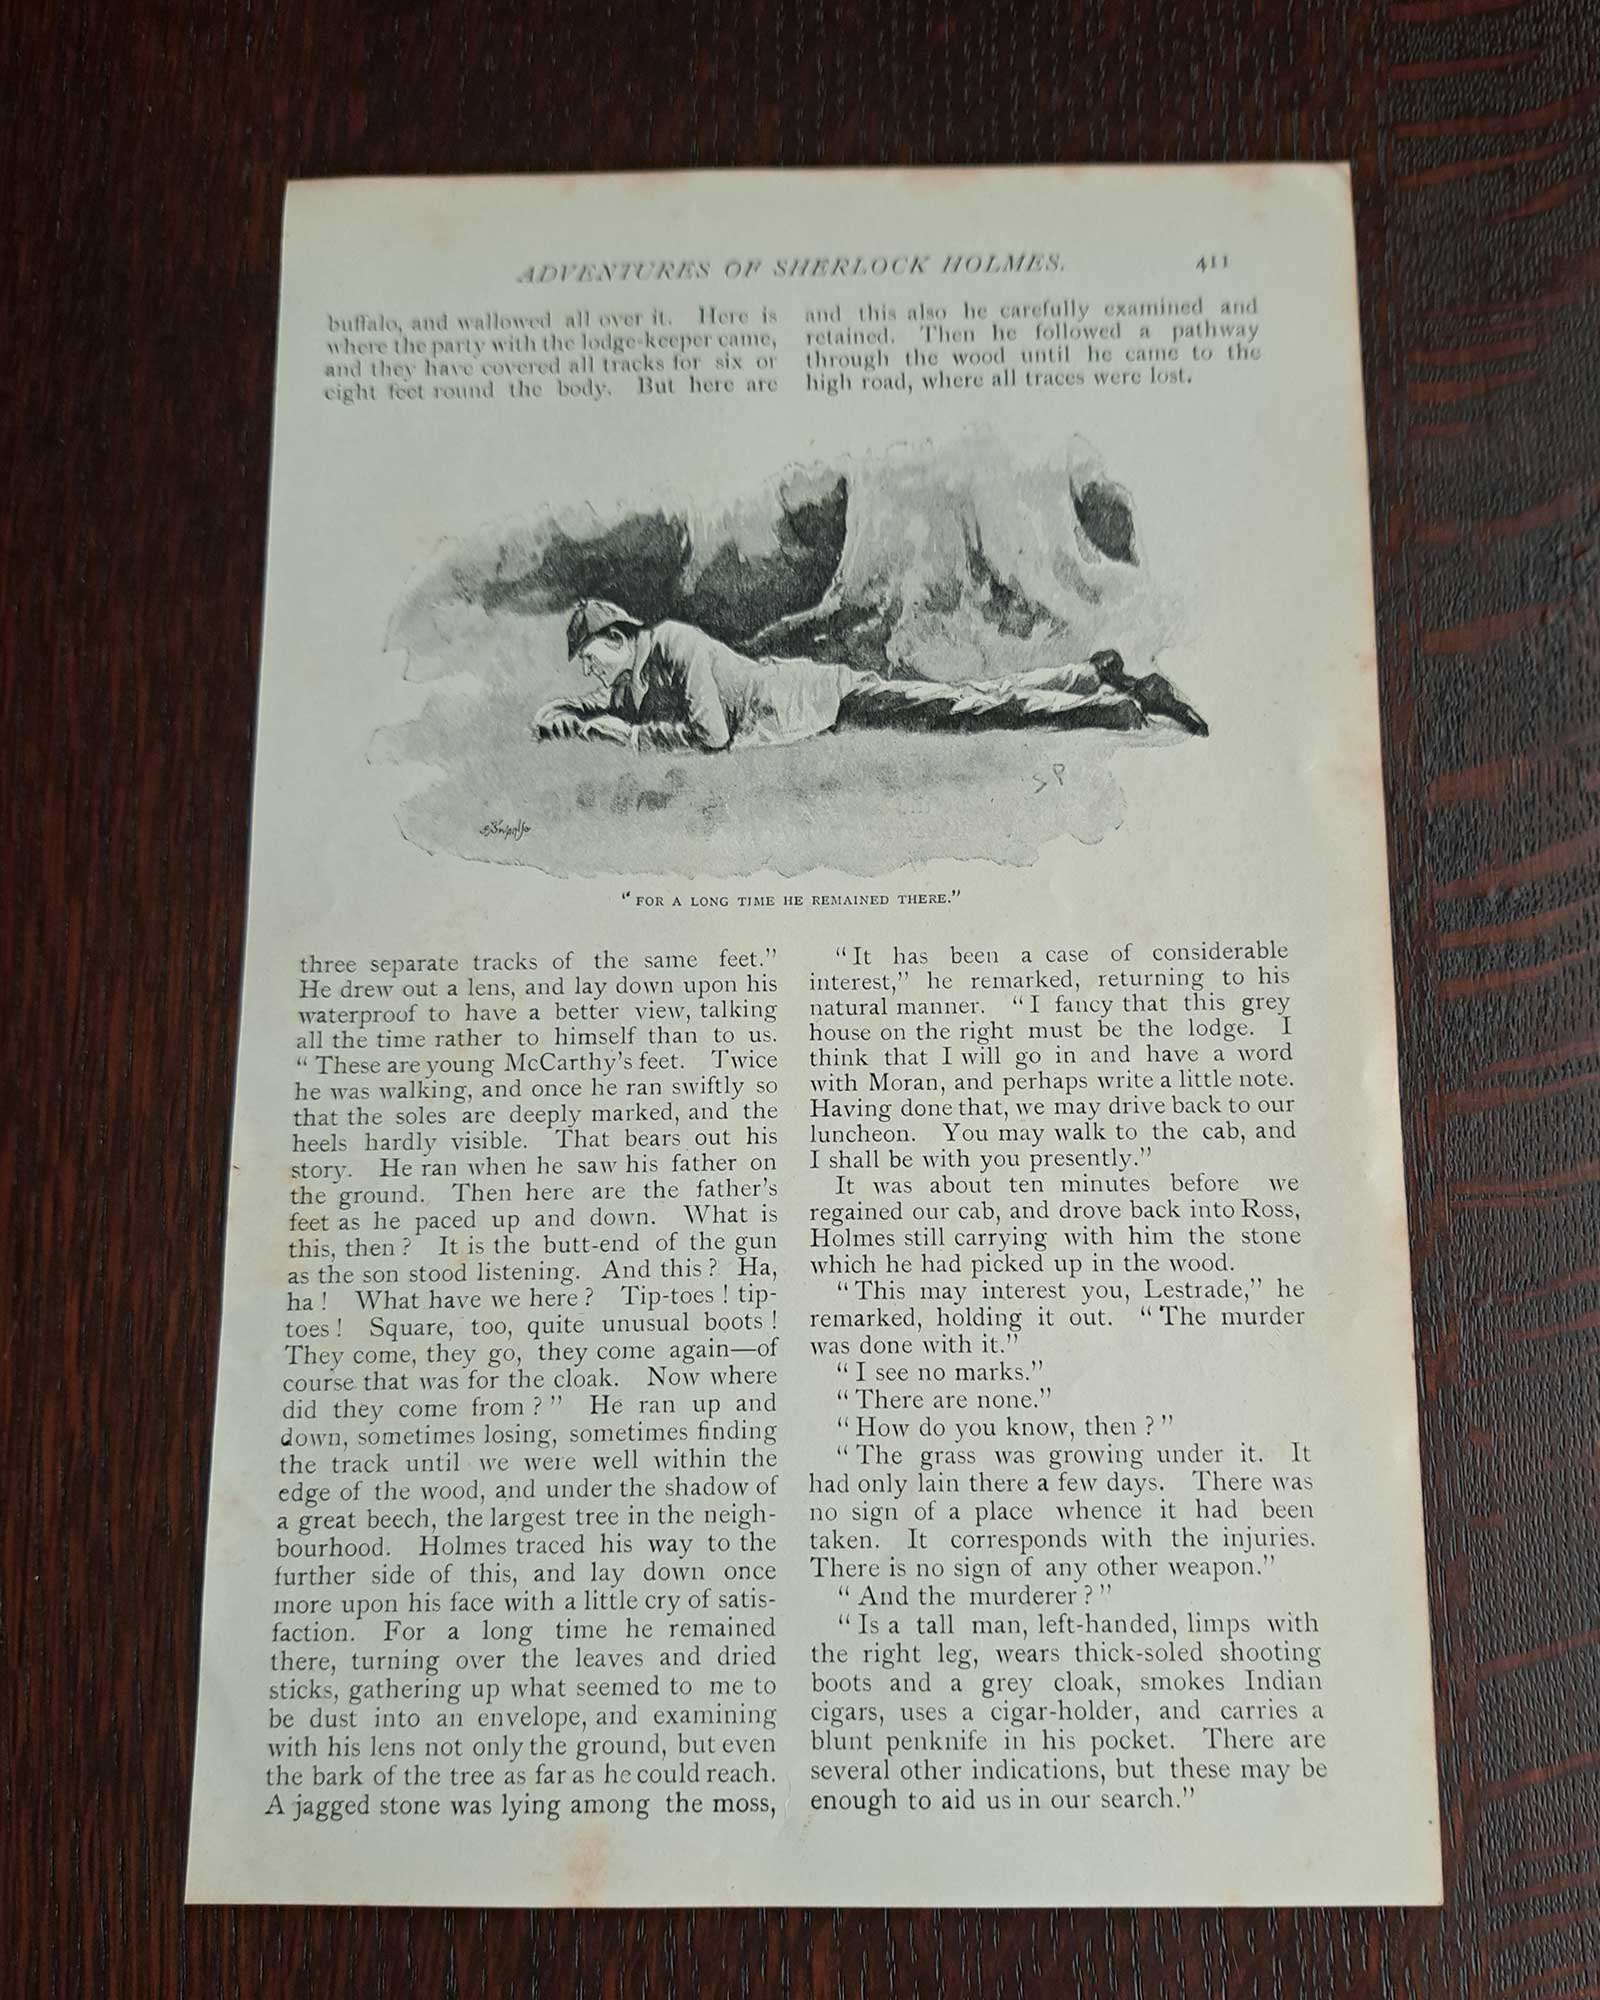 ADVENTURES OF SHERLOCK HOLMES.
411
buffalo, and wallowed all over it. Here is
where the party with the lodge-keeper came,
and they have covered all tracks for six or
eight feet round the body. But here are
and this also he carefully examined and
retained. Then he followed a pathway
through the wood until he came to the
high road, where all traces were lost.
SP
"FOR A LONG TIME HE REMAINED THERE."
three separate tracks of the same feet."
He drew out a lens, and lay down upon his
waterproof to have a better view, talking
all the time rather to himself than to us.
"These are young McCarthy's feet. Twice
he was walking, and once he ran swiftly so
that the soles are deeply marked, and the
heels hardly visible. That bears out his
story. He ran when he saw his father on
the ground. Then here are the father's
feet as he paced up and down. What is
this, then? It is the butt-end of the gun
as the son stood listening. And this? Ha,
ha! What have we here? Tip-toes! tip-
toes! Square, too, quite unusual boots!
They come, they go, they come again—of
course that was for the cloak. Now where
did they come from?" He ran up and
down, sometimes losing, sometimes finding
the track until we were well within the
edge of the wood, and under the shadow of
a great beech, the largest tree in the neigh-
bourhood. Holmes traced his way to the
further side of this, and lay down once
more upon his face with a little cry of satis-
faction. For a long time he remained
there, turning over the leaves and dried
sticks, gathering up what seemed to me to
be dust into an envelope, and examining
with his lens not only the ground, but even
the bark of the tree as far as he could reach.
A jagged stone was lying among the moss,
"It has been a case of considerable
interest," he remarked, returning to his
natural manner. "I fancy that this grey
house on the right must be the lodge. I
think that I will go in and have a word
with Moran, and perhaps write a little note.
Having done that, we may drive back to our
luncheon. You may walk to the cab, and
I shall be with you presently."
It was about ten minutes before we
regained our cab, and drove back into Ross,
Holmes still carrying with him the stone
which he had picked up in the wood.
"This may interest you, Lestrade," he
remarked, holding it out. "The murder
was done with it."
"I see no marks."
"There are none."
"How do you know, then?"
"The grass was growing under it. It
had only lain there a few days. There was
no sign of a place whence it had been
taken. It corresponds with the injuries.
There is no sign of any other weapon."
"And the murderer?"
"Is a tall man, left-handed, limps with
the right leg, wears thick-soled shooting
boots and a grey cloak, smokes Indian
cigars, uses a cigar-holder, and carries a
blunt penknife in his pocket. There are
several other indications, but these may be
enough to aid us in our search."